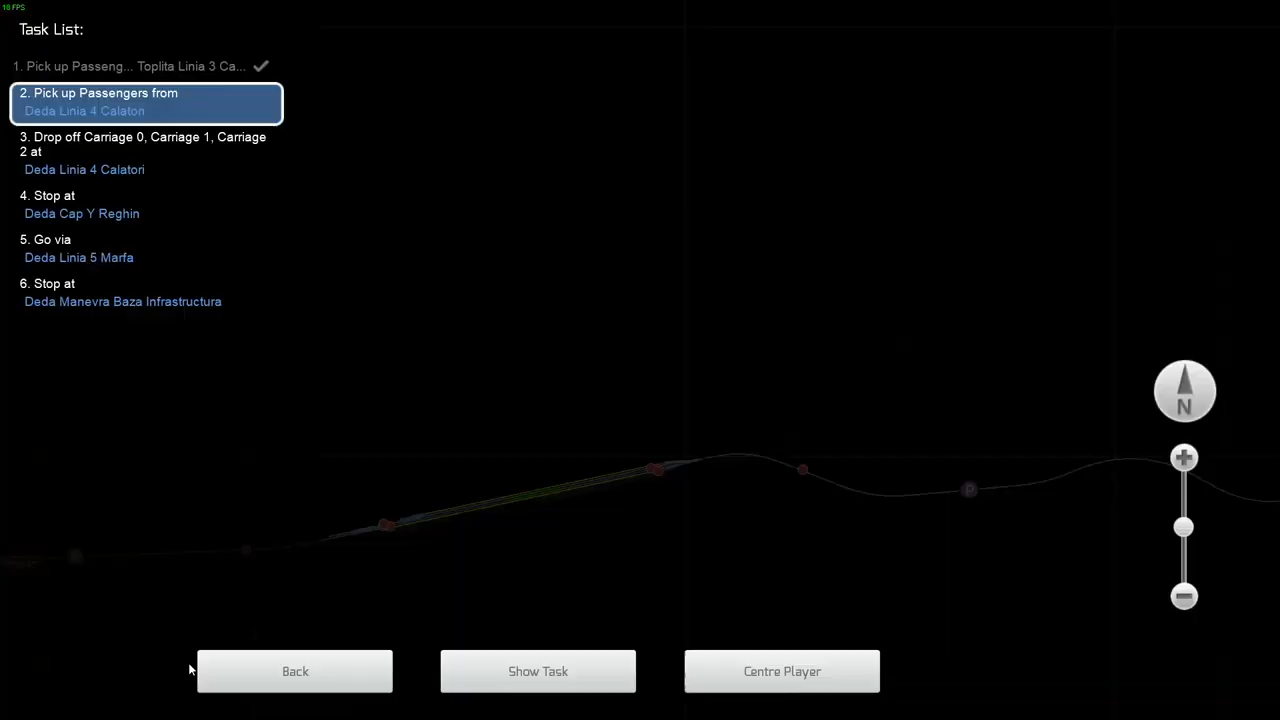 16 FPS
Task List:
1. Pick up Passeng... Toplita Linia 3 Ca...
2. Pick up Passengers from
Deda Linia 4 Calatori
3. Drop off Carriage 0, Carriage 1, Carriage
2 at
Deda Linia 4 Calatori
4. Stop at
Deda Cap Y Reghin
5. Go via
Deda Linia 5 Marfa
6. Stop at
Deda Manevra Baza Infrastructura
P
N
Back
Show Task
Centre Player